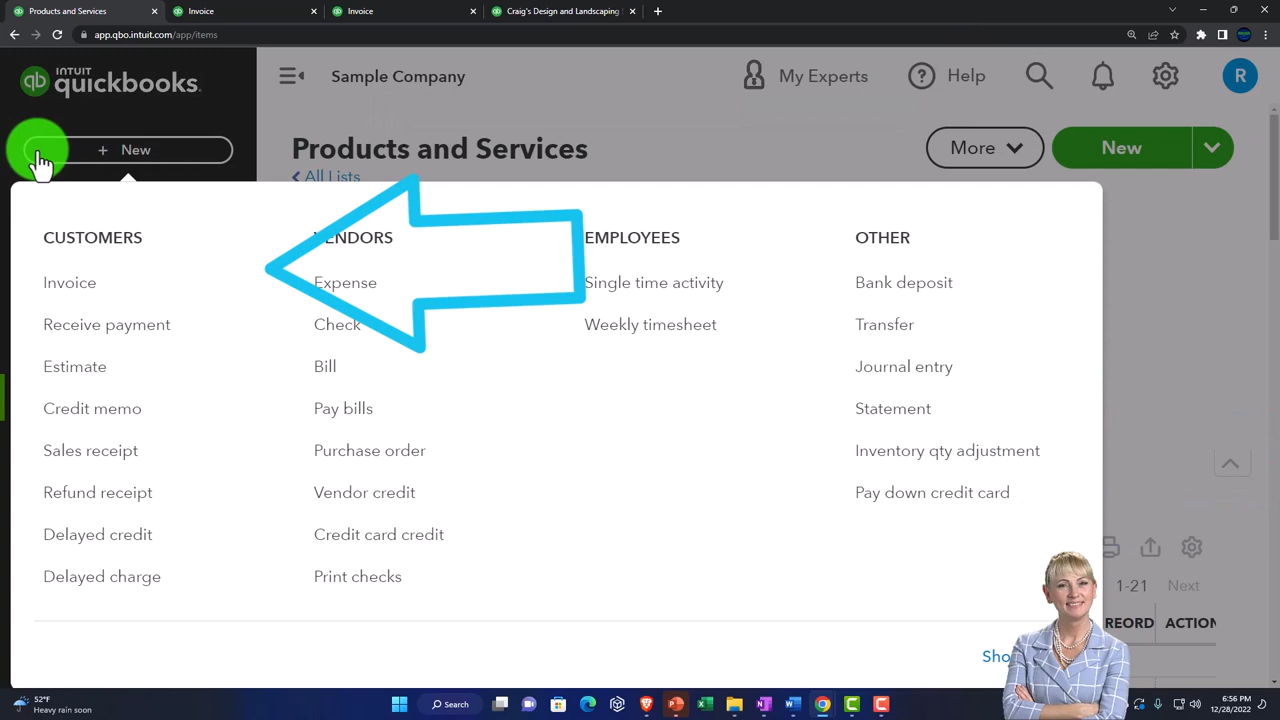 Products and Services
Invoice
Invoice
Craig's Design and Landscaping
app.qbo.intuit.com/app/items
INTUIT
quickbooks.
Sample Company
My Experts
Help
R
+ New
Products and Services
More
New
All Lists
CUSTOMERS
Invoice
Receive payment
Estimate
Credit memo
Sales receipt
Refund receipt
Delayed credit
Delayed charge
VENDORS
Expense
Check
Bill
Pay bills
Purchase order
Vendor credit
Credit card credit
Print checks
EMPLOYEES
Single time activity
Weekly timesheet
OTHER
Bank deposit
Transfer
Journal entry
Statement
Inventory qty adjustment
Pay down credit card
1-21 Next
REORD
ACTION
Sho
52°F
Heavy rain soon
Search
6:56 PM
12/28/2022